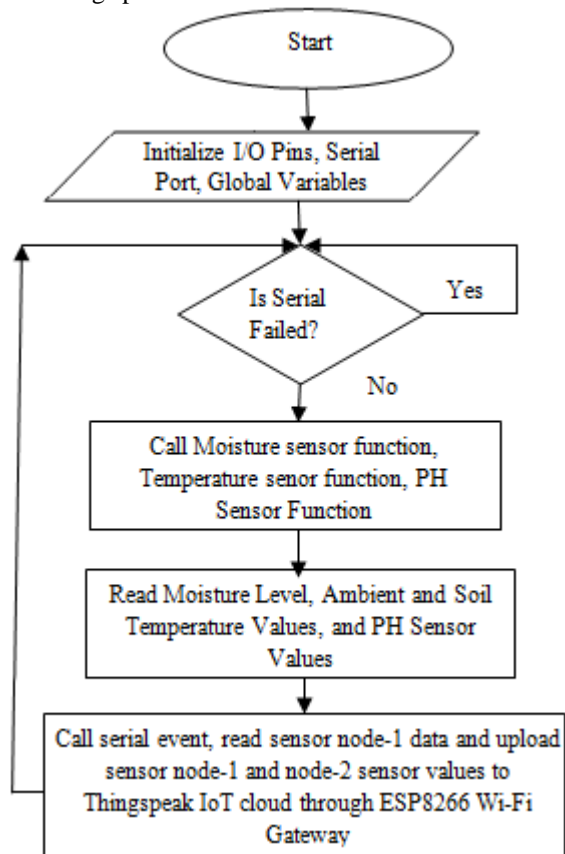 Start
Initialize I/O Pins, Serial
Port, Global Variables
Is Serial
Failed?
Yes
No
Call Moisture sensor function,
Temperature senor function, PH
Sensor Function
Read Moisture Level, Ambient and Soil
Temperature Values, and PH Sensor
Values
Call serial event, read sensor node-1 data and upload
sensor node-1 and node-2 sensor values to
Thingspeak IoT cloud through ESP8266 Wi-Fi
Gateway